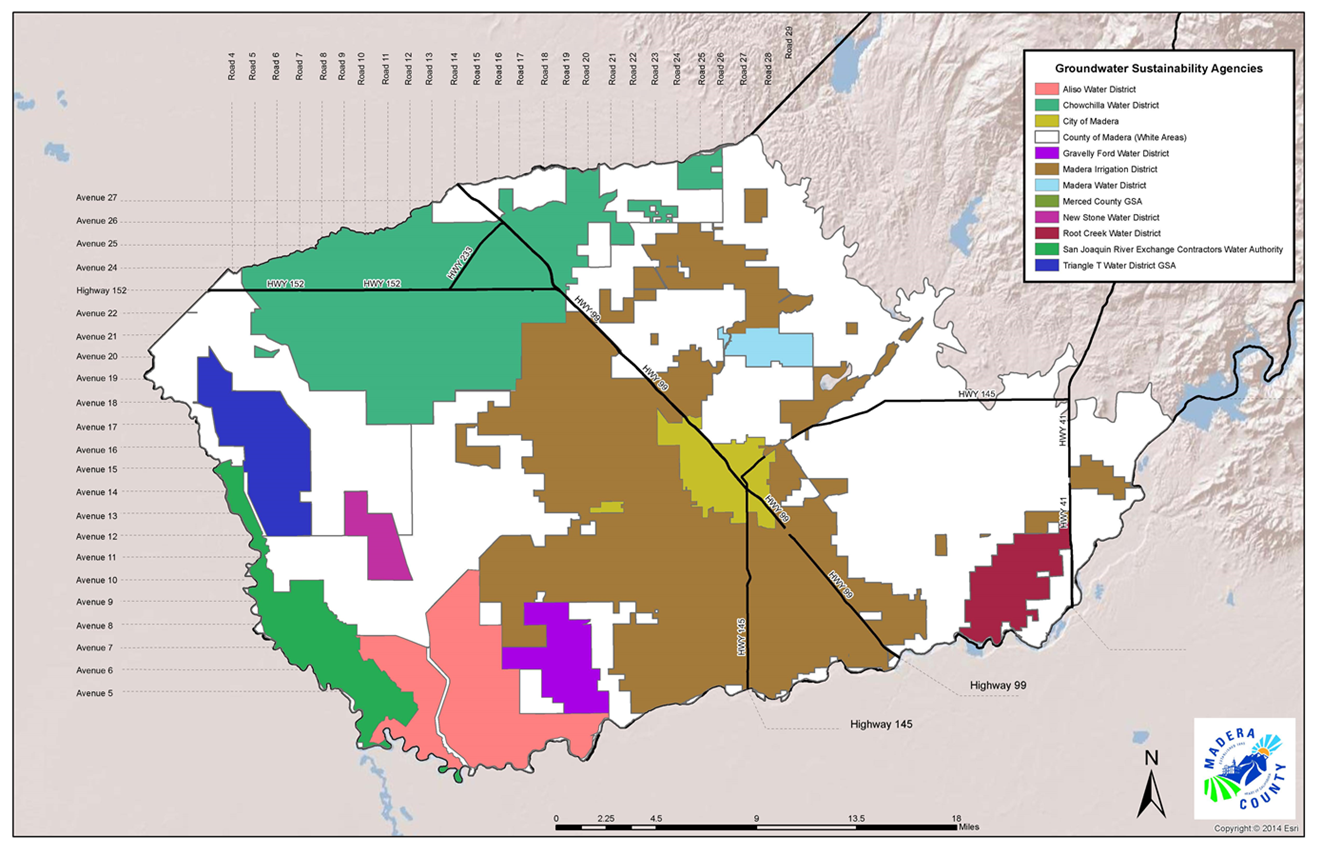 Road 4
Road 5
Road 6
Road 7
Road 8
Road 9
Road 10
Road 11
Road 12
Road 13
Road 14
Road 15
Road 16
Road 17
Road 18
Road 19
Road 20
Road 21
Road 22
Road 23
Road 24
Road 25
Road 26
Road 27
Road 28
Road 29
Groundwater Sustainability Agencies
Aliso Water District
Chowchilla Water District
City of Madera
County of Madera (White Areas)
Gravelly Ford Water District
Madera Irrigation District
Madera Water District
Merced County GSA
New Stone Water District
Root Creek Water District
San Joaquin River Exchange Contractors Water Authority
Triangle T Water District GSA
Avenue 27
Avenue 26
Avenue 25
Avenue 24
Highway 152
Avenue 22
Avenue 21
Avenue 20
Avenue 19
Avenue 18
Avenue 17
Avenue 16
Avenue 15
Avenue 14
Avenue 13
Avenue 12
Avenue 11
Avenue 10
Avenue 9
Avenue 8
Avenue 7
Avenue 6
Avenue 5
HWY 233
HWY 152
HWY 152
HWY 99
HWY 99
HWY 145
HWY 41
HWY 41
HWY 99
HWY 99
HWY 145
Highway 99
Highway 145
N
MADERA
COUNTY
0 2.25 4.5 9 13.5 18
Miles
Copyright © 2014 Esri